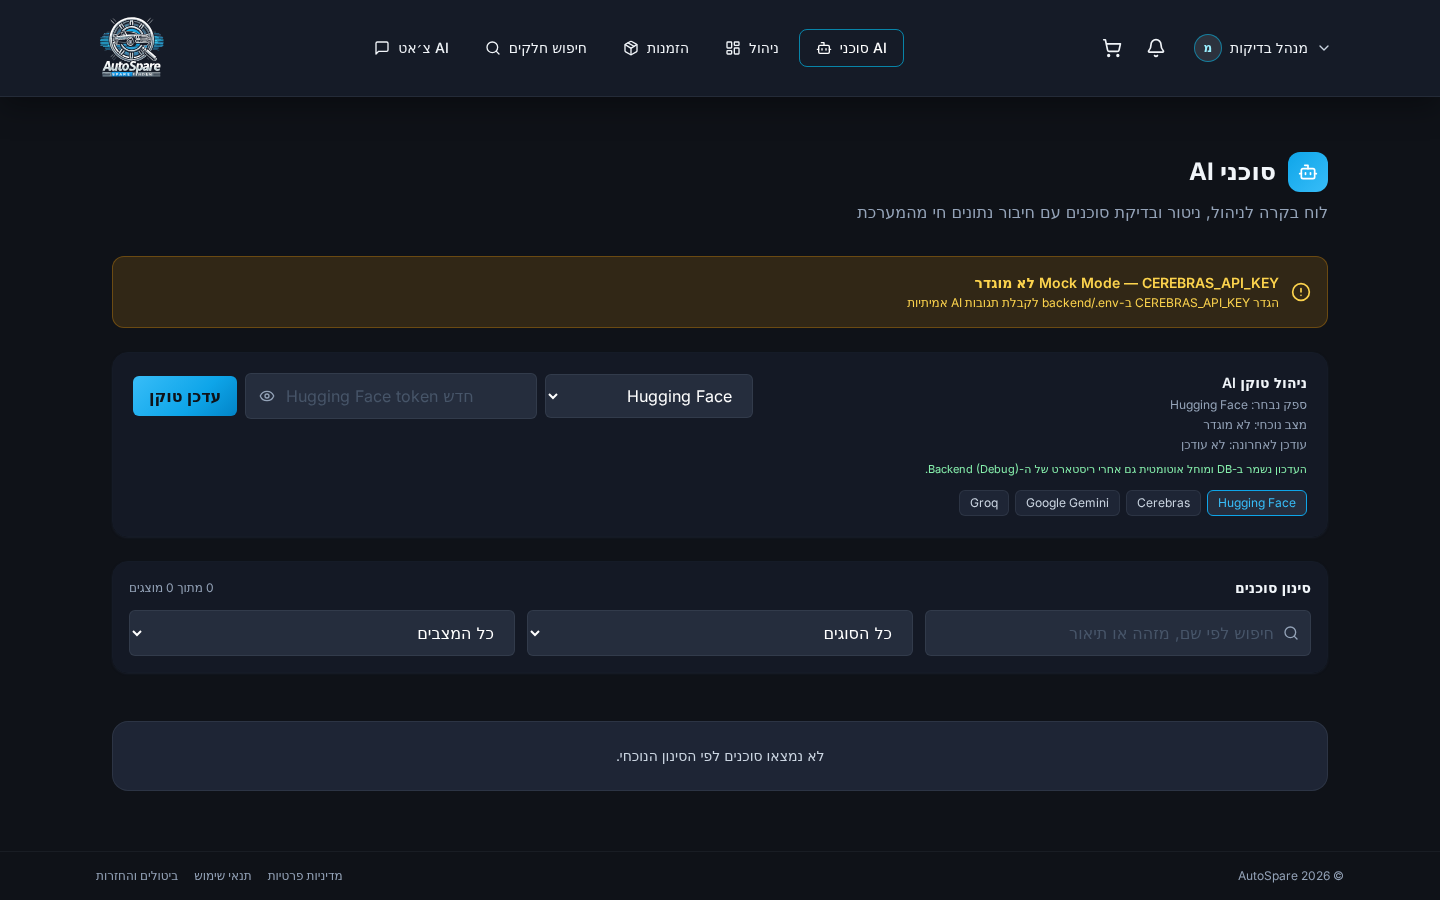 AutoSpare
AI צ׳אט
חיפוש חלקים
הזמנות
ניהול
AI סוכני
מנהל בדיקות
מ
סוכני AI
לוח בקרה לניהול, ניטור ובדיקת סוכנים עם חיבור נתונים חי מהמערכת
Mock Mode — CEREBRAS_API_KEY לא מוגדר
הגדר CEREBRAS_API_KEY ב-backend/.env לקבלת תגובות AI אמיתיות
ניהול טוקן AI
ספק נבחר: Hugging Face
מצב נוכחי: לא מוגדר
עודכן לאחרונה: לא עודכן
העדכון נשמר ב-DB ומוחל אוטומטית גם אחרי ריסטארט של ה-Backend (Debug).
Hugging Face
Cerebras
Google Gemini
Groq
Hugging Face
Hugging Face token חדש
עדכן טוקן
סינון סוכנים
0 מתוך 0 מוצגים
חיפוש לפי שם, מזהה או תיאור
כל הסוגים
כל המצבים
לא נמצאו סוכנים לפי הסינון הנוכחי.
© 2026 AutoSpare
מדיניות פרטיות
תנאי שימוש
ביטולים והחזרות